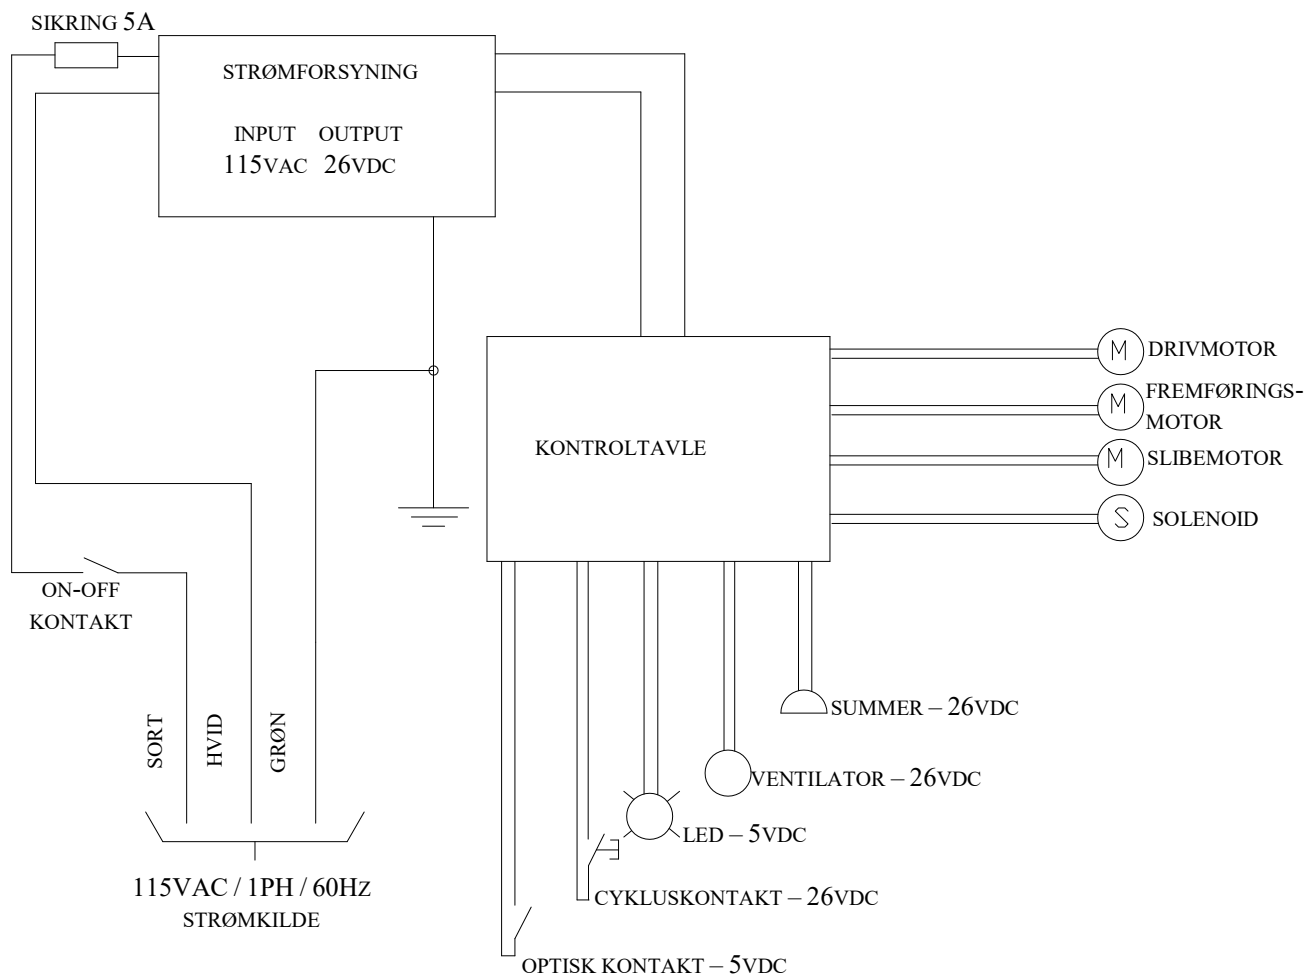 SIKRING 5A
STRØMFORSYNING
INPUT OUTPUT
115VAC 26VDC
KONTROLTAVLE
M DRIVMOTOR
M FREMFØRINGS-
MOTOR
M SLIBEMOTOR
S SOLENOID
ON-OFF
KONTAKT
SORT
HVID
GRØN
115VAC / 1PH / 60Hz
STRØMKILDE
SUMMER – 26VDC
VENTILATOR – 26VDC
LED – 5VDC
CYKLUSKONTAKT – 26VDC
OPTISK KONTAKT – 5VDC